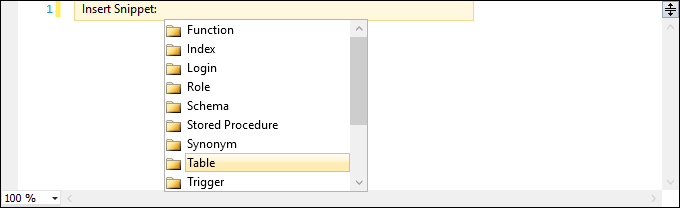 1 Insert Snippet:
Function
Index
Login
Role
Schema
Stored Procedure
Synonym
Table
Trigger
100 %